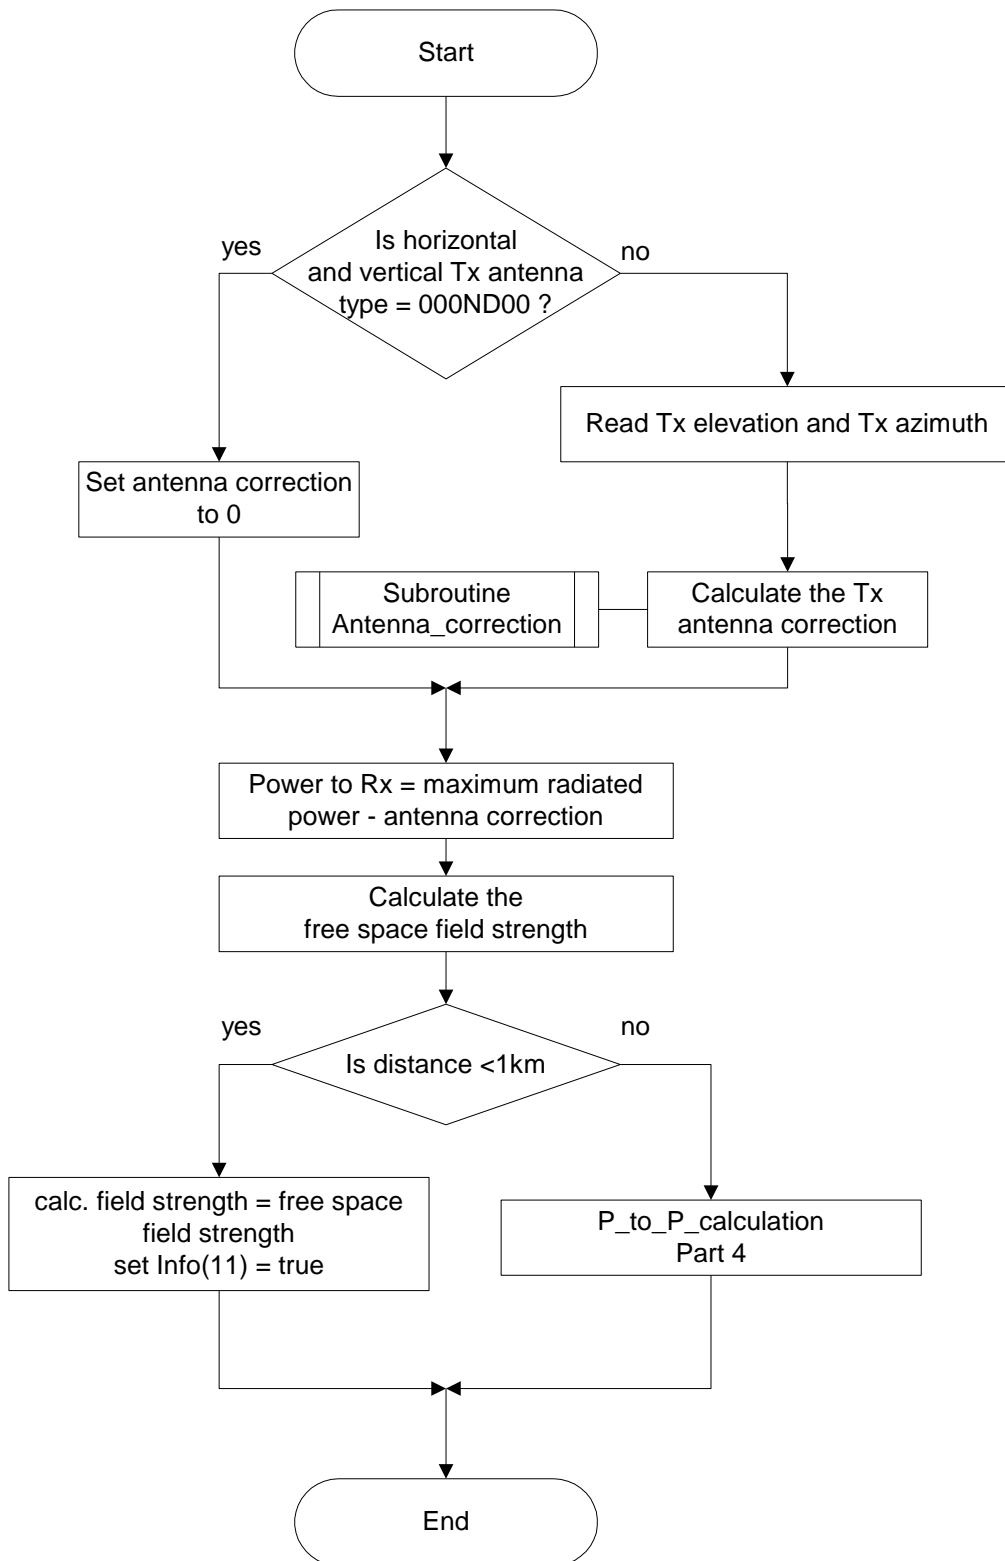 Start
Is horizontal
and vertical Tx antenna
type = 000ND00 ?
yes
no
Read Tx elevation and Tx azimuth
Set antenna correction
to 0
Subroutine
Antenna_correction
Calculate the Tx
antenna correction
Power to Rx = maximum radiated
power - antenna correction
Calculate the
free space field strength
yes
no
Is distance <1km
calc. field strength = free space
field strength
set Info(11) = true
P_to_P_calculation
Part 4
End